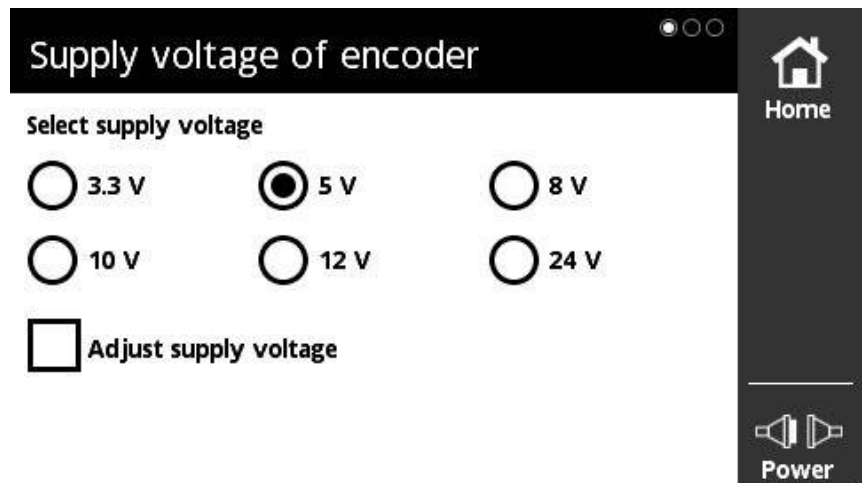 Supply voltage of encoder
Home
Select supply voltage
3.3 V 5 V 8 V
10 V 12 V 24 V
Adjust supply voltage
Power